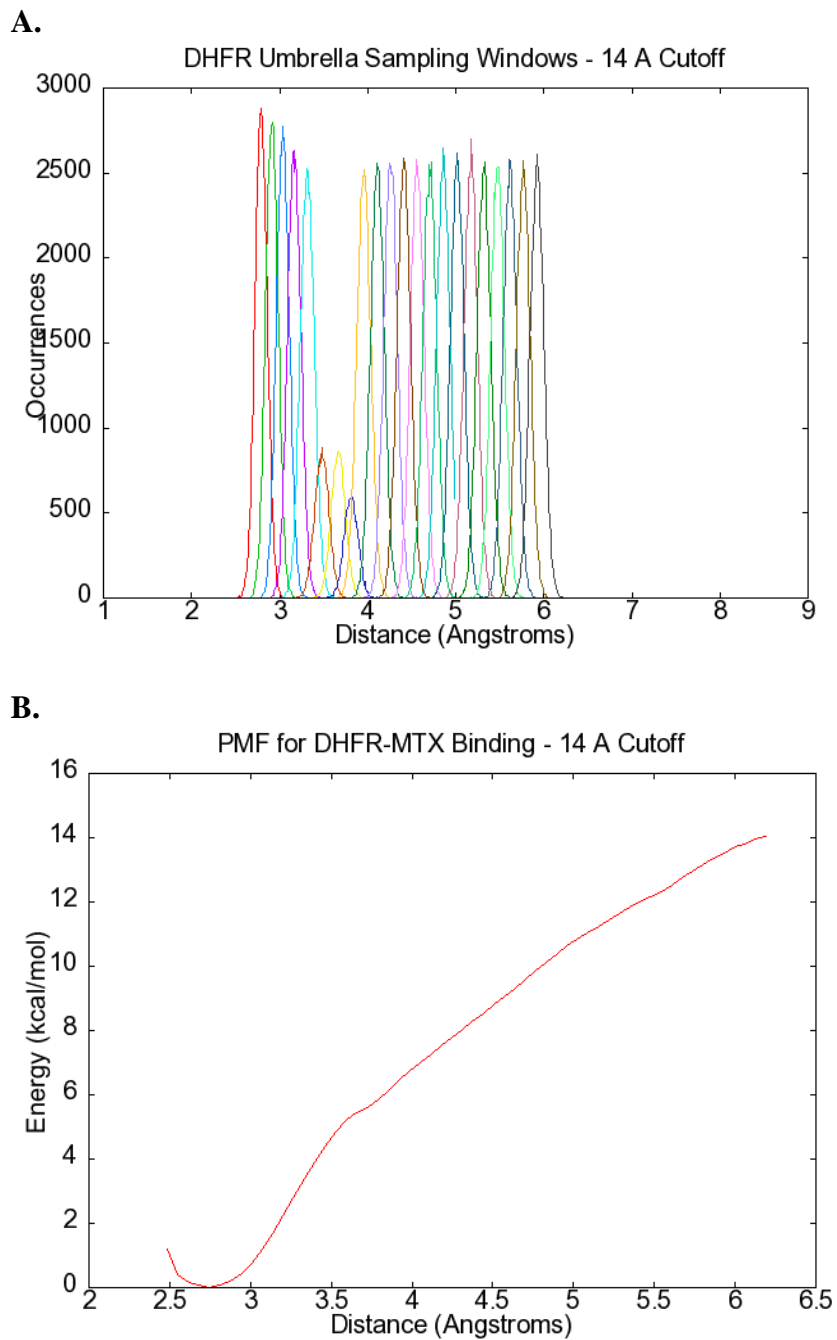 A.
DHFR Umbrella Sampling Windows - 14 A Cutoff
3000
2500
2000
1500
1000
500
0
Occurrences
1 2 3 4 5 6 7 8 9
Distance (Angstroms)
B.
PMF for DHFR-MTX Binding - 14 A Cutoff
16
14
12
10
8
6
4
2
0
Energy (kcal/mol)
2 2.5 3 3.5 4 4.5 5 5.5 6 6.5
Distance (Angstroms)